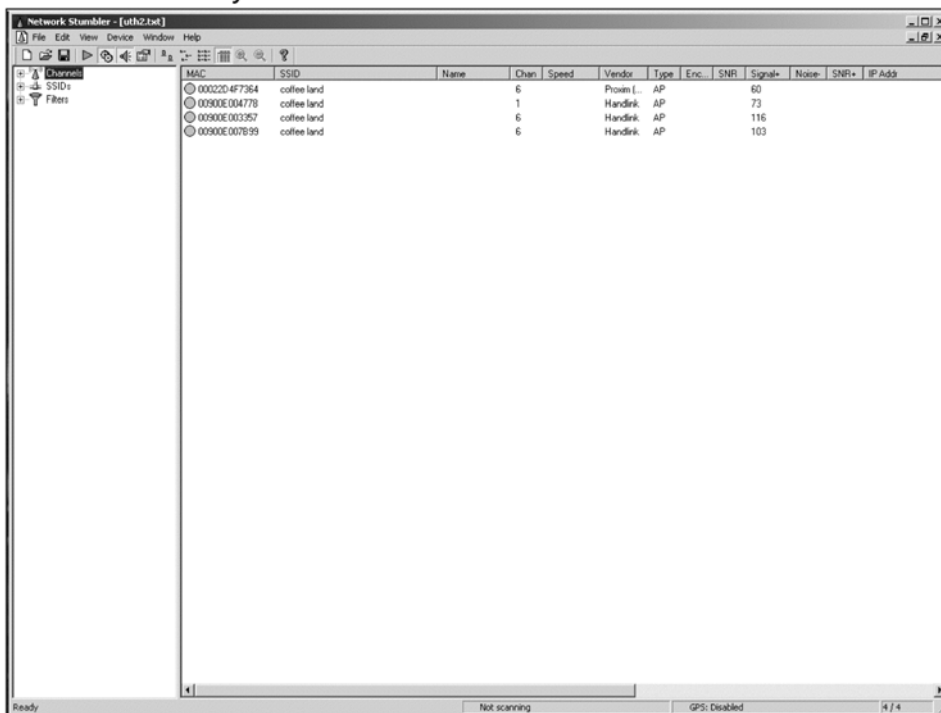 Network Stumbler - [uth2.txt]
File Edit View Device Window Help
Channels
SSIDs
Filters
MAC SSID Name Chan Speed Vendor Type Enc... SNR Signal+ Noise- SNR+ IP Addr
00022D4F7364 coffee land 6 Proxim (... AP 60
00900E004778 coffee land 1 Handlink AP 73
00900E003357 coffee land 6 Handlink AP 116
00900E007B99 coffee land 6 Handlink AP 103
Ready Not scanning GPS: Disabled 4 / 4